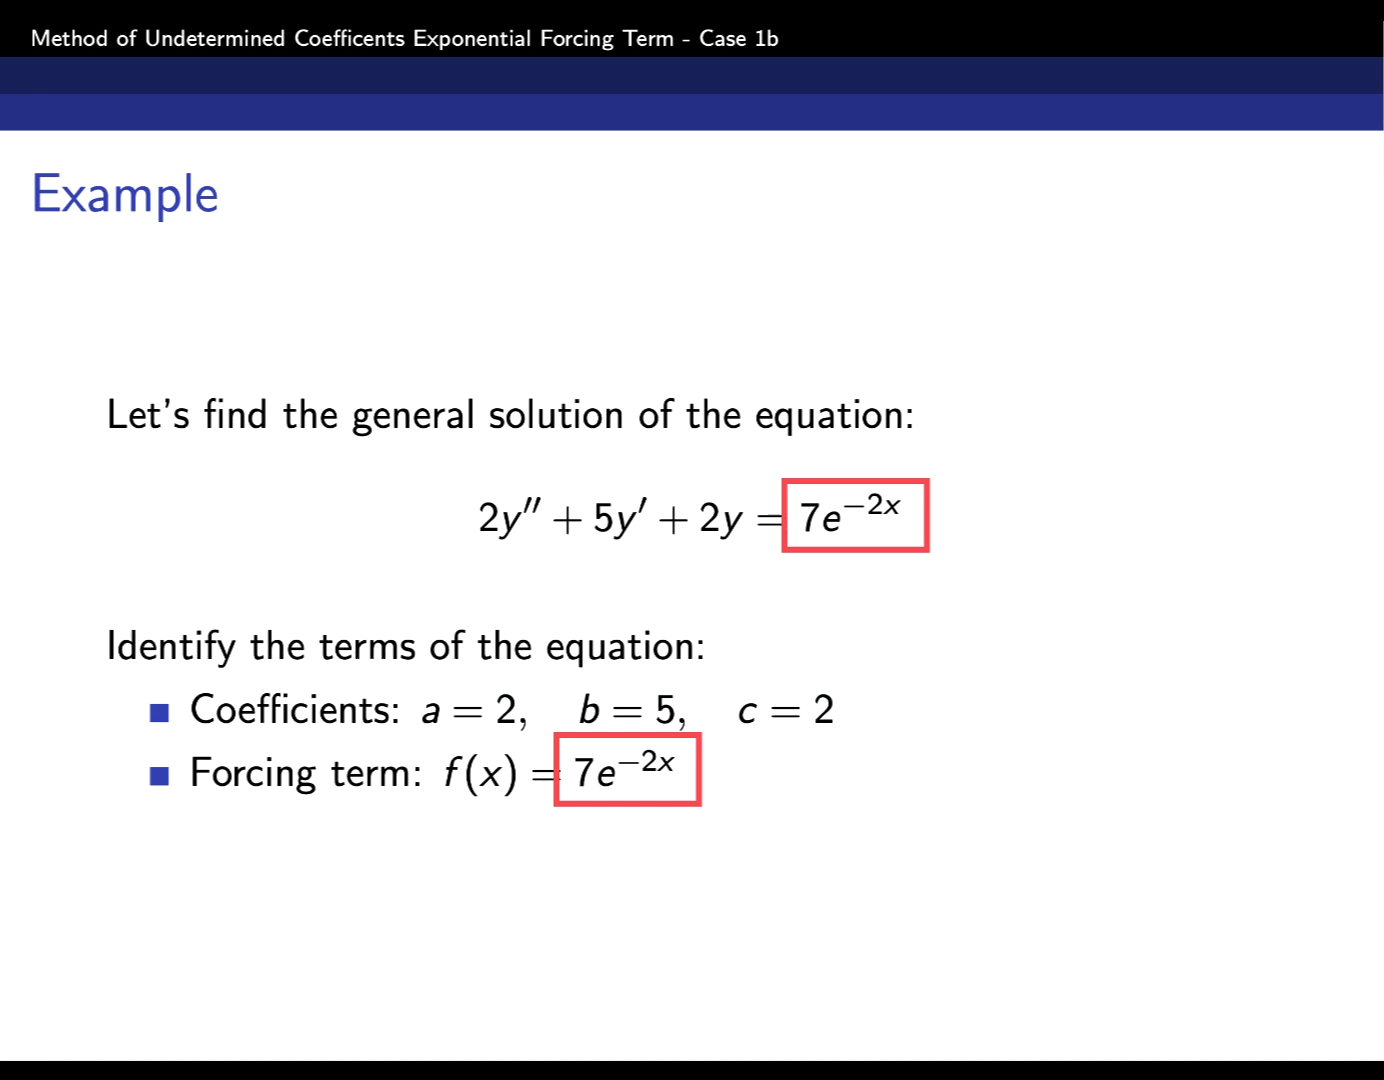 Method of Undetermined Coefficents Exponential Forcing Term - Case 1b
Example
Let's find the general solution of the equation:
2y″ + 5y′ + 2y = 7e^{−2x}
Identify the terms of the equation:
Coefficients: a = 2, b = 5, c = 2
Forcing term: f(x) = 7e^{−2x}